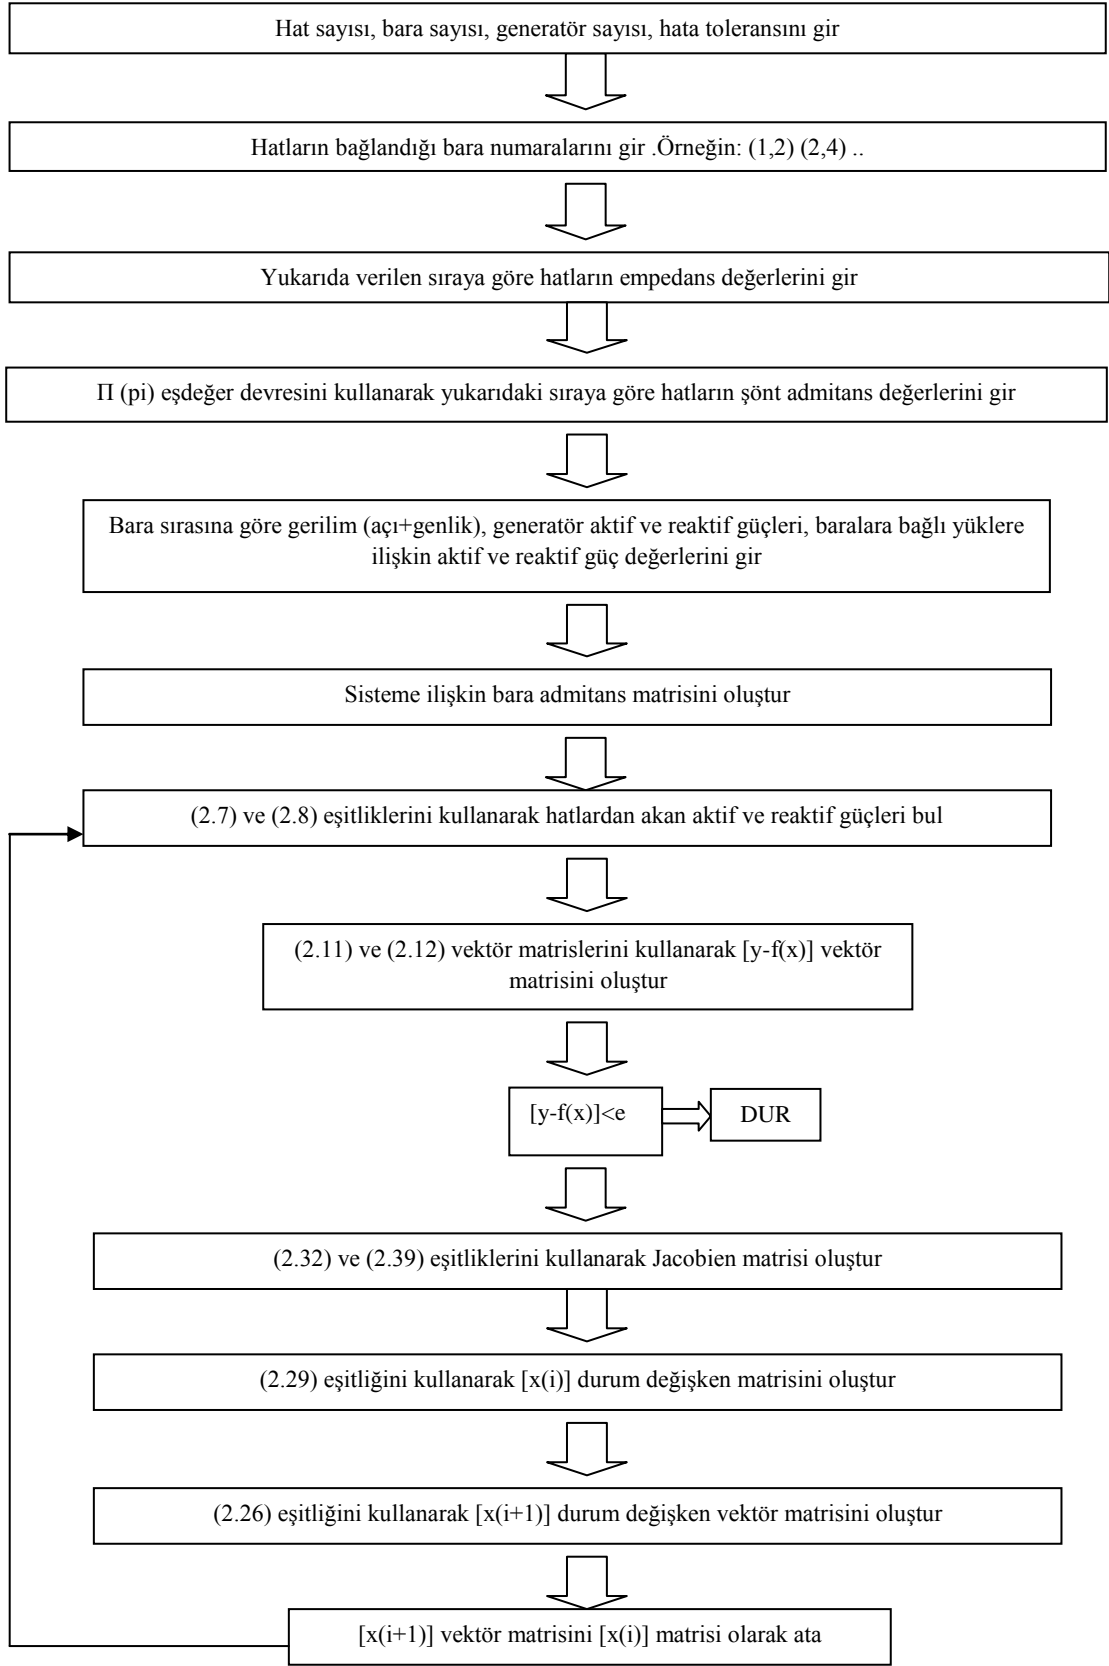 Hat sayısı, bara sayısı, generatör sayısı, hata toleransını gir
Hatların bağlandığı bara numaralarını gir .Örneğin: (1,2) (2,4) ..
Yukarıda verilen sıraya göre hatların empedans değerlerini gir
Π (pi) eşdeğer devresini kullanarak yukarıdaki sıraya göre hatların şönt admitans değerlerini gir
Bara sırasına göre gerilim (açı+genlik), generatör aktif ve reaktif güçleri, baralara bağlı yüklere
ilişkin aktif ve reaktif güç değerlerini gir
Sisteme ilişkin bara admitans matrisini oluştur
(2.7) ve (2.8) eşitliklerini kullanarak hatlardan akan aktif ve reaktif güçleri bul
(2.11) ve (2.12) vektör matrislerini kullanarak [y-f(x)] vektör
matrisini oluştur
[y-f(x)]<e
DUR
(2.32) ve (2.39) eşitliklerini kullanarak Jacobien matrisi oluştur
(2.29) eşitliğini kullanarak [x(i)] durum değişken matrisini oluştur
(2.26) eşitliğini kullanarak [x(i+1)] durum değişken vektör matrisini oluştur
[x(i+1)] vektör matrisini [x(i)] matrisi olarak ata